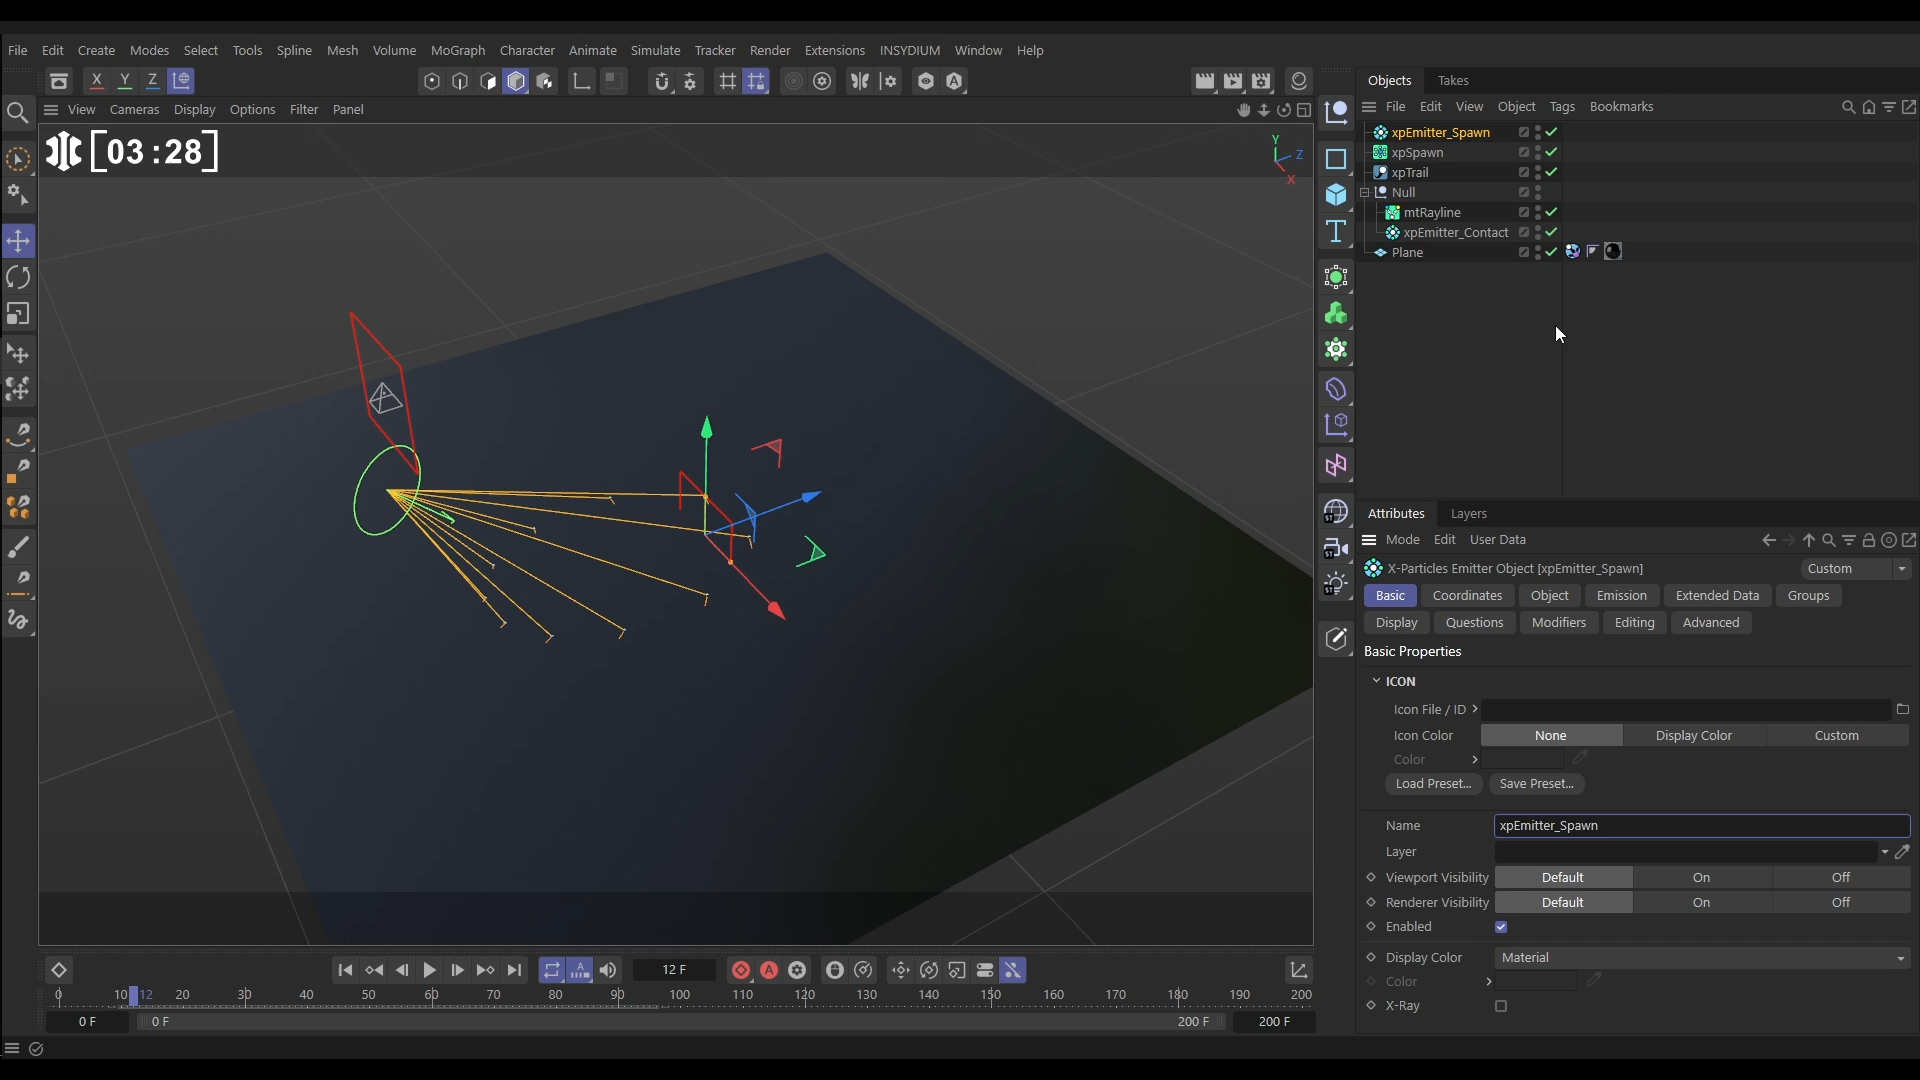 File Edit Create Modes Select Tools Spline Mesh Volume MoGraph Character Animate Simulate Tracker Render Extensions INSYDIUM Window Help
X Y Z
View Cameras Display Options Filter Panel
[03:28]
Y
Z
X
Objects Takes
File Edit View Object Tags Bookmarks
xpEmitter_Spawn
xpSpawn
xpTrail
Null
mtRayline
xpEmitter_Contact
Plane
Attributes Layers
Mode Edit User Data
X-Particles Emitter Object [xpEmitter_Spawn] Custom
Basic Coordinates Object Emission Extended Data Groups
Display Questions Modifiers Editing Advanced
Basic Properties
ICON
Icon File / ID
Icon Color None Display Color Custom
Color
Load Preset... Save Preset...
Name xpEmitter_Spawn
Layer
Viewport Visibility Default On Off
Renderer Visibility Default On Off
Enabled
Display Color Material
Color
X-Ray
12 F
0 10 12 20 30 40 50 60 70 80 90 100 110 120 130 140 150 160 170 180 190 200
0 F 0 F 200 F 200 F